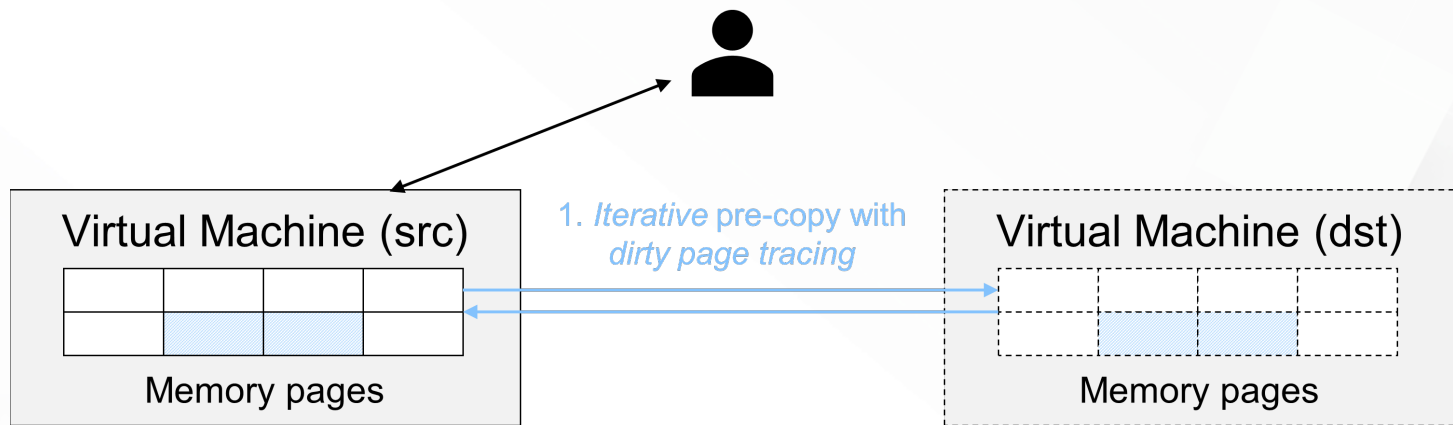 Virtual Machine (src)
1. Iterative pre-copy with
dirty page tracing
Virtual Machine (dst)
Memory pages
Memory pages